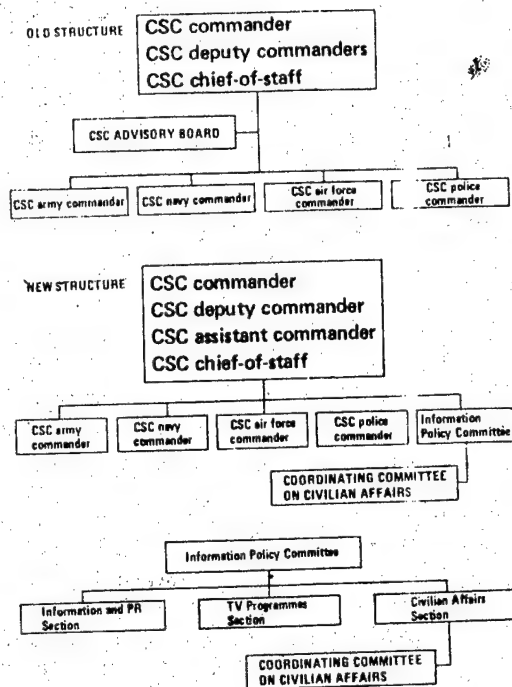 OLD STRUCTURE
CSC commander
CSC deputy commanders
CSC chief-of-staff
CSC ADVISORY BOARD
CSC army commander
CSC navy commander
CSC air force
commander
CSC police
commander
NEW STRUCTURE
CSC commander
CSC deputy commander
CSC assistant commander
CSC chief-of-staff
CSC army
commander
CSC navy
commander
CSC air force
commander
CSC police
commander
Information
Policy Committee
COORDINATING COMMITTEE
ON CIVILIAN AFFAIRS
Information Policy Committee
Information and PR
Section
TV Programmes
Section
Civilian Affairs
Section
COORDINATING COMMITTEE
ON CIVILIAN AFFAIRS